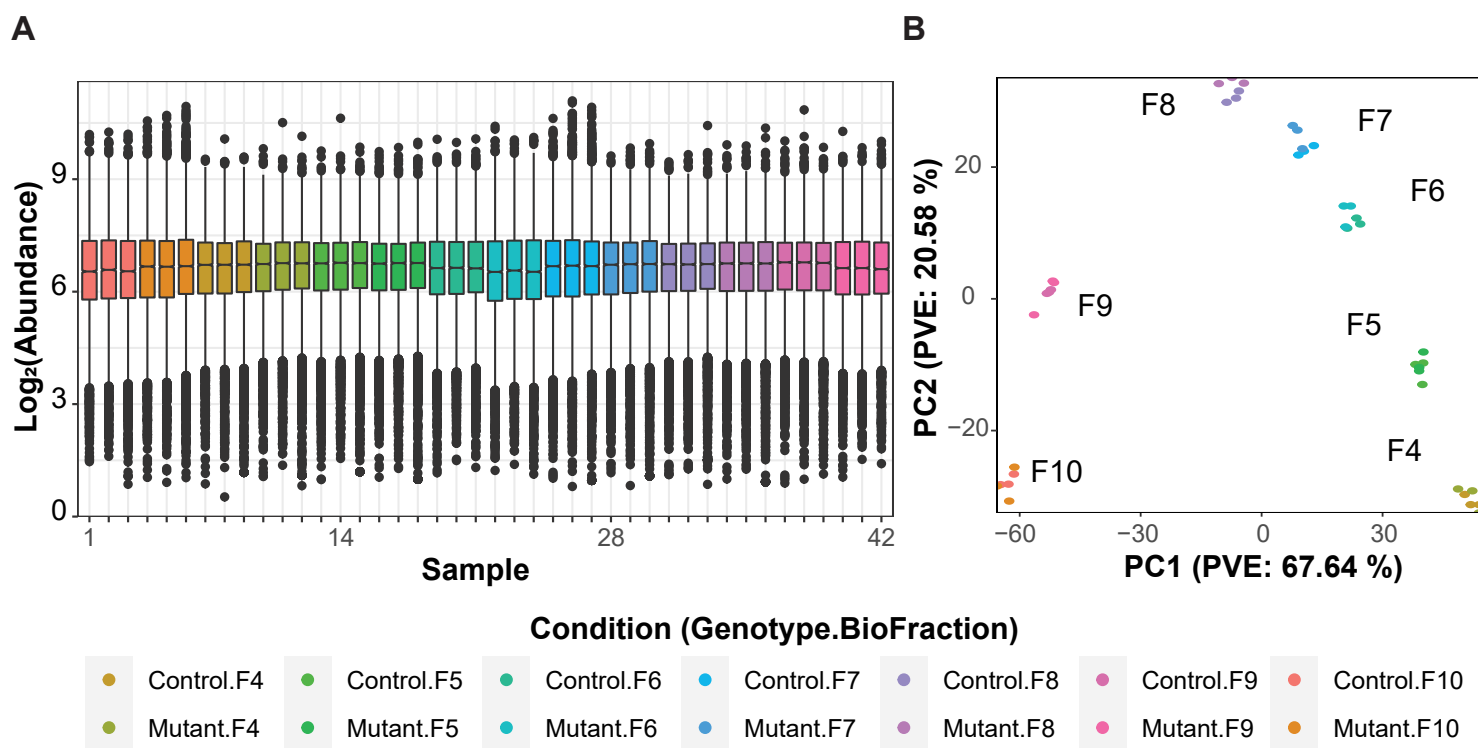 A
B
Log₂(Abundance)
9
6
3
0
1
14
28
42
Sample
PC2 (PVE: 20.58 %)
20
0
−20
F8
F7
F6
F9
F5
F4
F10
−60
−30
0
30
PC1 (PVE: 67.64 %)
Condition (Genotype.BioFraction)
Control.F4 Control.F5 Control.F6 Control.F7 Control.F8 Control.F9 Control.F10
Mutant.F4 Mutant.F5 Mutant.F6 Mutant.F7 Mutant.F8 Mutant.F9 Mutant.F10